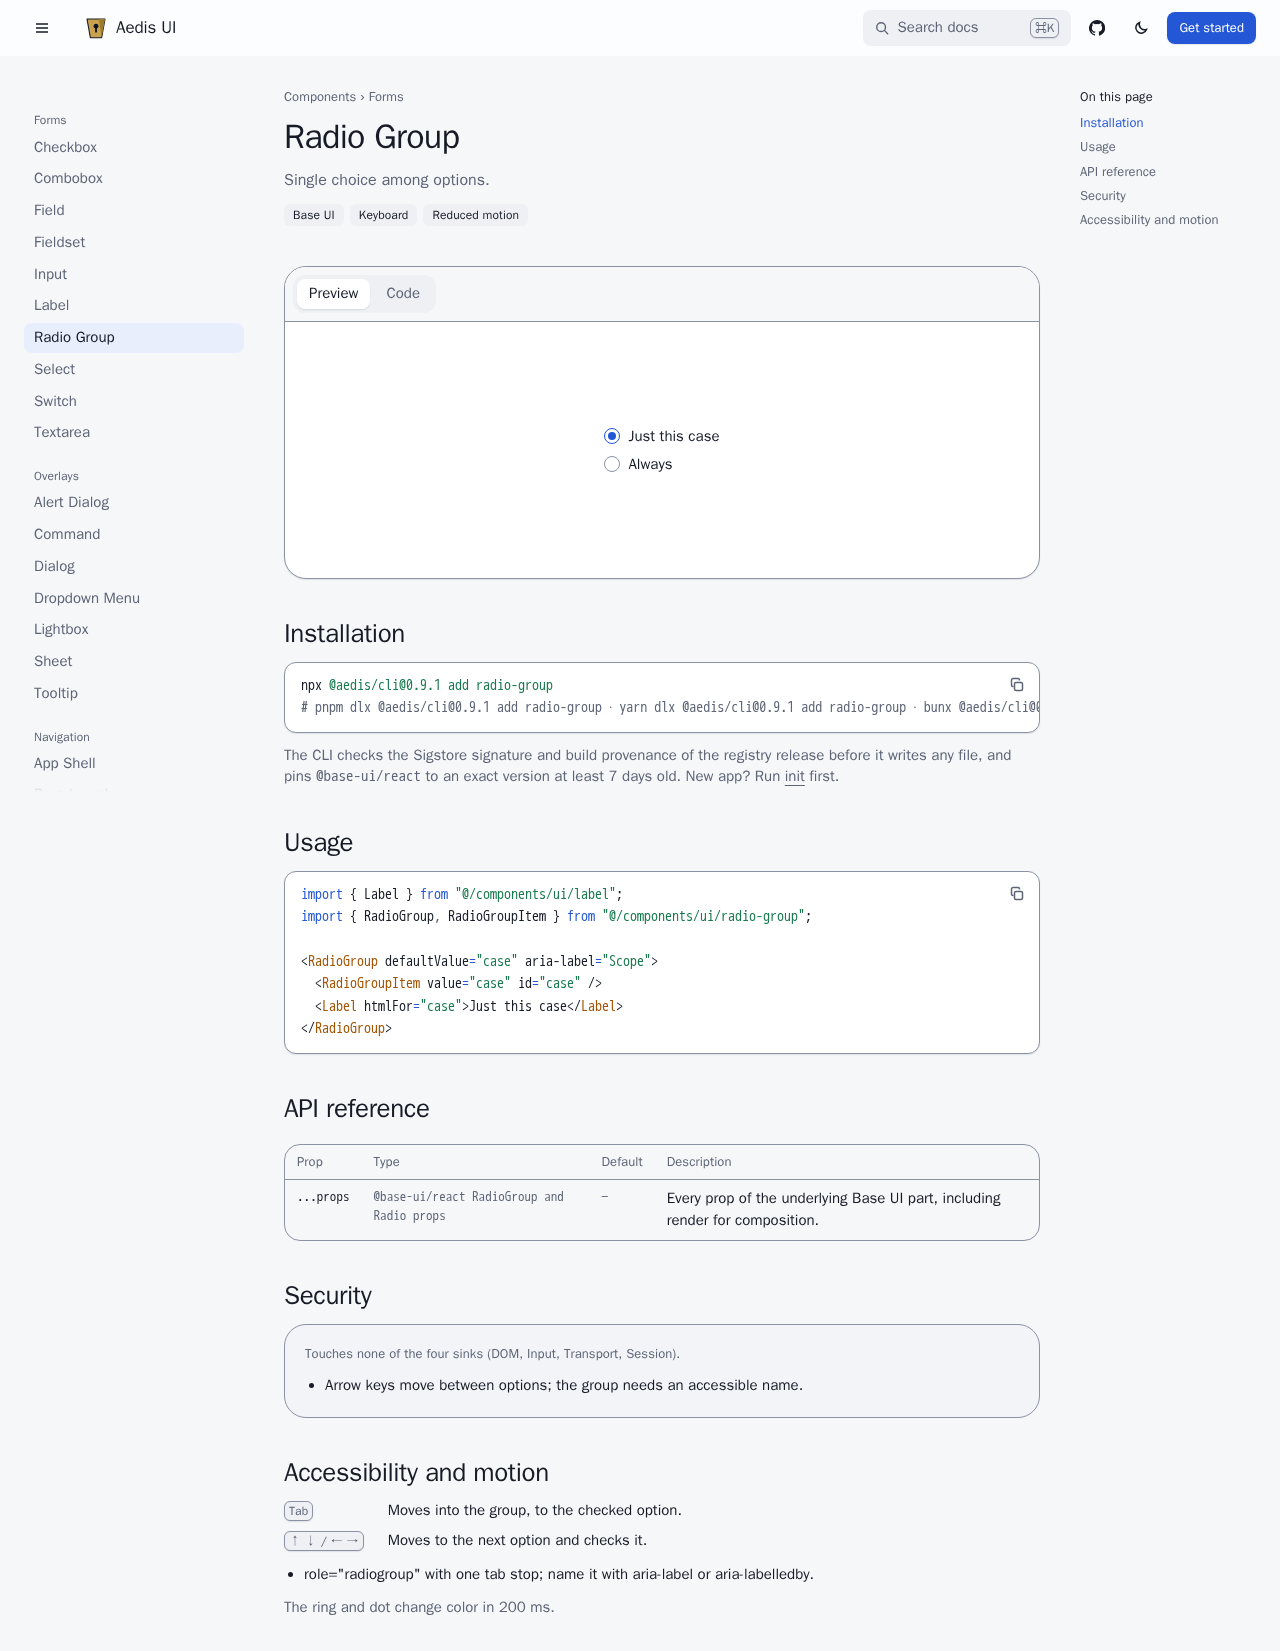 Aedis UI
Search docs
⌘K
Get started
Forms
Checkbox
Combobox
Field
Fieldset
Input
Label
Radio Group
Select
Switch
Textarea
Overlays
Alert Dialog
Command
Dialog
Dropdown Menu
Lightbox
Sheet
Tooltip
Navigation
App Shell
Components › Forms
Radio Group
Single choice among options.
Base UI
Keyboard
Reduced motion
Preview
Code
Just this case
Always
Installation
npx @aedis/cli@0.9.1 add radio-group
# pnpm dlx @aedis/cli@0.9.1 add radio-group · yarn dlx @aedis/cli@0.9.1 add radio-group · bunx @aedis/cli@
The CLI checks the Sigstore signature and build provenance of the registry release before it writes any file, and
pins @base-ui/react to an exact version at least 7 days old. New app? Run init first.
Usage
import { Label } from "@/components/ui/label";
import { RadioGroup, RadioGroupItem } from "@/components/ui/radio-group";
<RadioGroup defaultValue="case" aria-label="Scope">
<RadioGroupItem value="case" id="case" />
<Label htmlFor="case">Just this case</Label>
</RadioGroup>
API reference
Prop Type Default Description
...props @base-ui/react RadioGroup and – Every prop of the underlying Base UI part, including
Radio props render for composition.
Security
Touches none of the four sinks (DOM, Input, Transport, Session).
• Arrow keys move between options; the group needs an accessible name.
Accessibility and motion
Tab Moves into the group, to the checked option.
↑ ↓ / ← → Moves to the next option and checks it.
• role="radiogroup" with one tab stop; name it with aria-label or aria-labelledby.
The ring and dot change color in 200 ms.
On this page
Installation
Usage
API reference
Security
Accessibility and motion